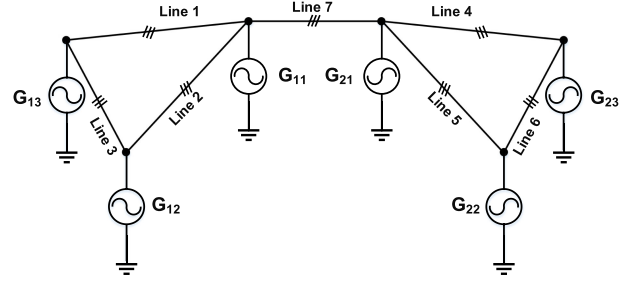 Line 1
Line 7
Line 4
G13
Line 3
Line 2
G11
G21
Line 5
Line 6
G23
G12
G22